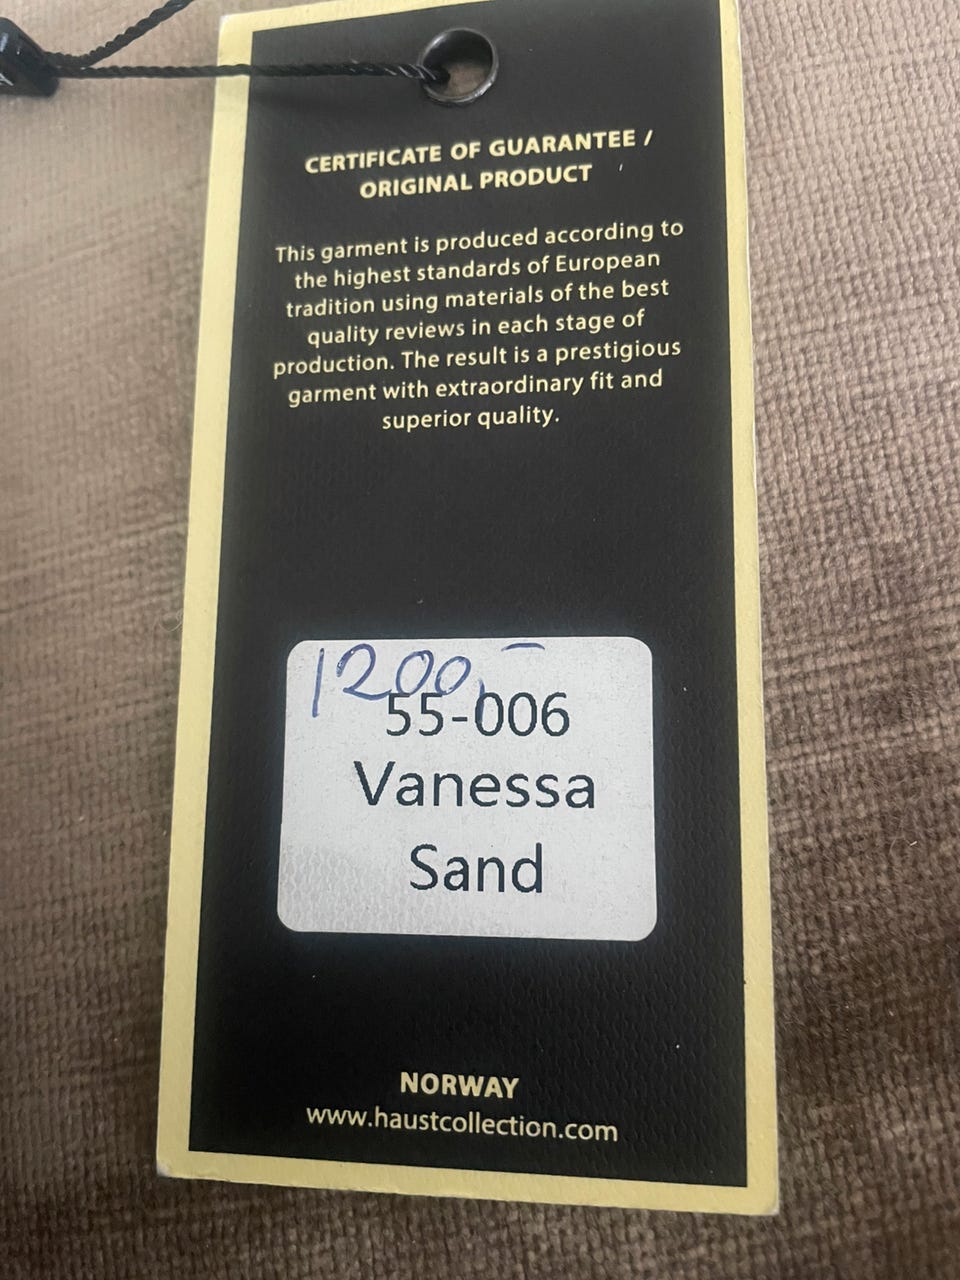 CERTIFICATE OF GUARANTEE /
ORIGINAL PRODUCT
This garment is produced according to
the highest standards of European
tradition using materials of the best
quality reviews in each stage of
production. The result is a prestigious
garment with extraordinary fit and
superior quality.
1200,-
55-006
Vanessa
Sand
NORWAY
www.haustcollection.com